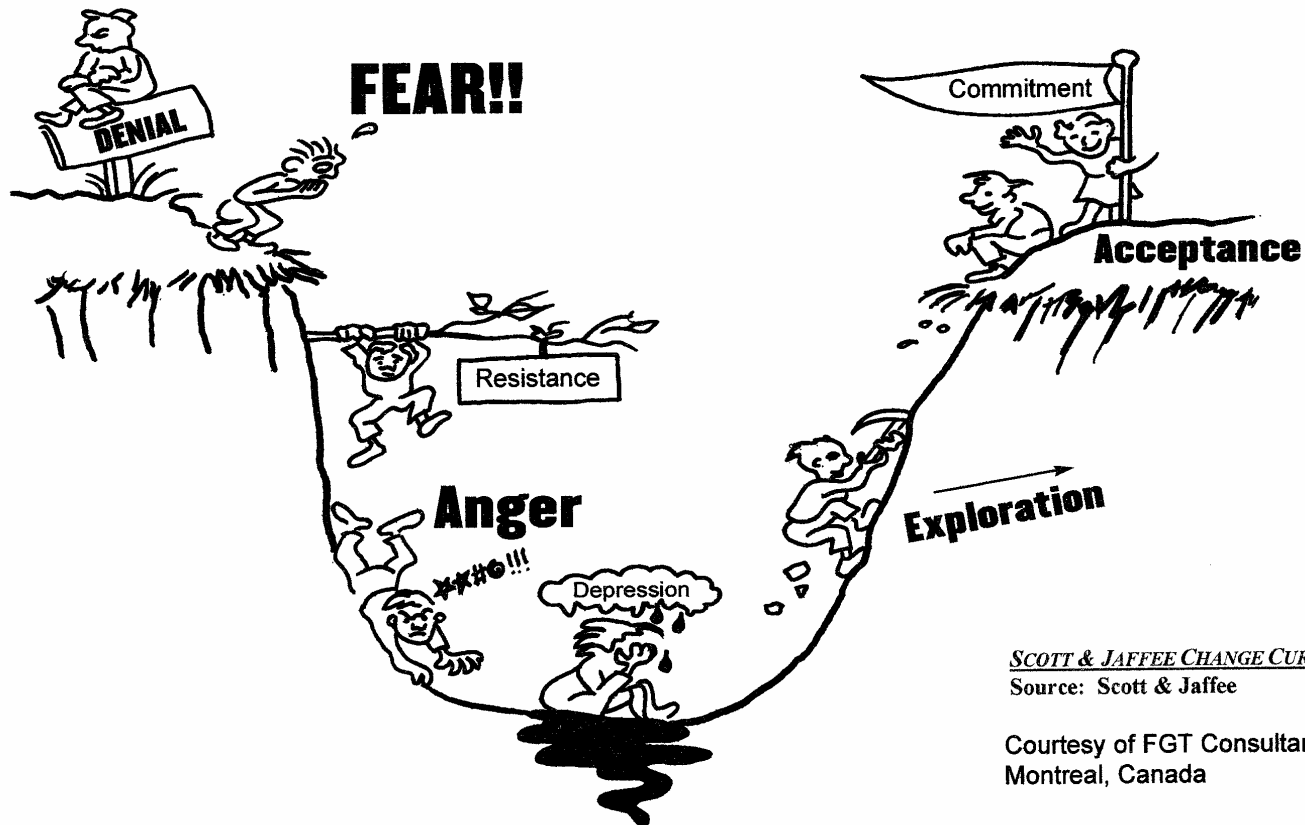 DENIAL
FEAR!!
Resistance
Anger
**#@!!!
Depression
Exploration
Commitment
Acceptance
SCOTT & JAFFEE CHANGE
Source: Scott & Jaffee
Courtesy of FGT
Montreal, Canada